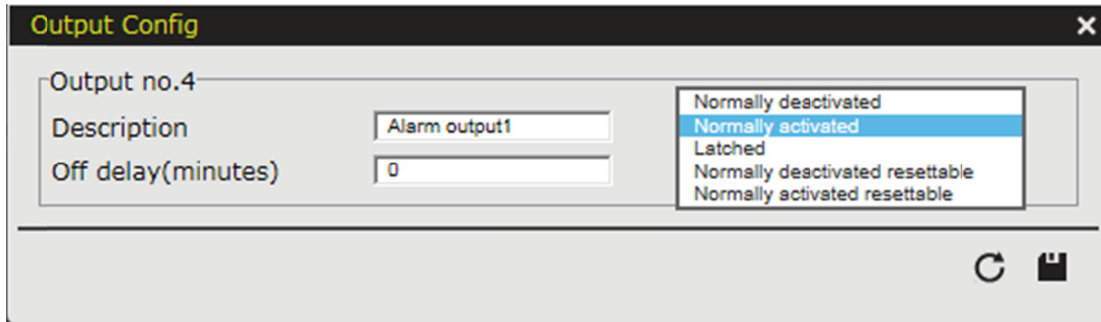 Output Config
Output no.4
Description
Alarm output1
Off delay(minutes)
0
Normally deactivated
Normally activated
Latched
Normally deactivated resettable
Normally activated resettable